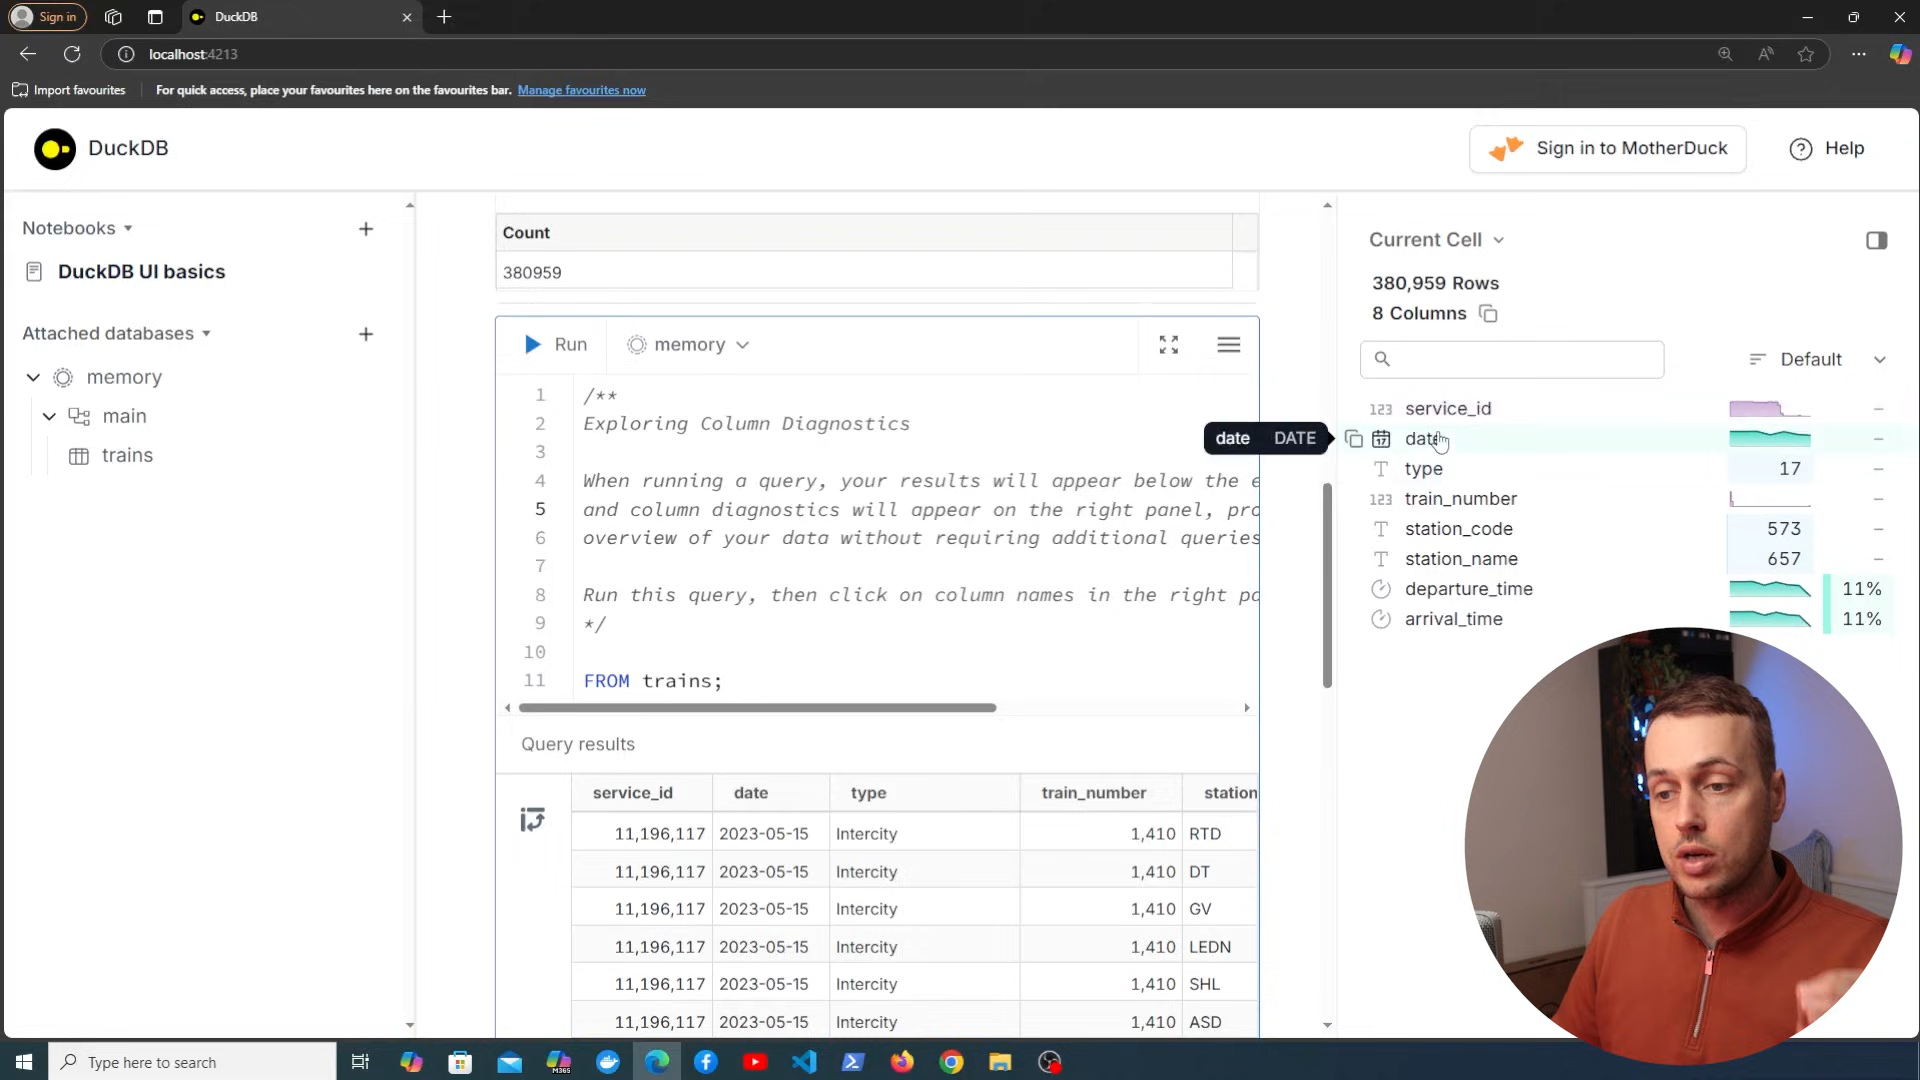 Sign in
DuckDB
localhost:4213
Import favourites
For quick access, place your favourites here on the favourites bar. Manage favourites now
DuckDB
Sign in to MotherDuck
Help
Notebooks
DuckDB UI basics
Attached databases
memory
main
trains
Count
380959
Run
memory
1 /**
2 Exploring Column Diagnostics
3
4 When running a query, your results will appear below the e
5 and column diagnostics will appear on the right panel, pro
6 overview of your data without requiring additional queries
7
8 Run this query, then click on column names in the right pa
9 */
10
11 FROM trains;
Query results
service_id date type train_number station
11,196,117 2023-05-15 Intercity 1,410 RTD
11,196,117 2023-05-15 Intercity 1,410 DT
11,196,117 2023-05-15 Intercity 1,410 GV
11,196,117 2023-05-15 Intercity 1,410 LEDN
11,196,117 2023-05-15 Intercity 1,410 SHL
11,196,117 2023-05-15 Intercity 1,410 ASD
Current Cell
380,959 Rows
8 Columns
Default
123 service_id –
date DATE
17 date –
T type 17 –
123 train_number –
T station_code 573 –
T station_name 657 –
departure_time 11%
arrival_time 11%
Type here to search
M365